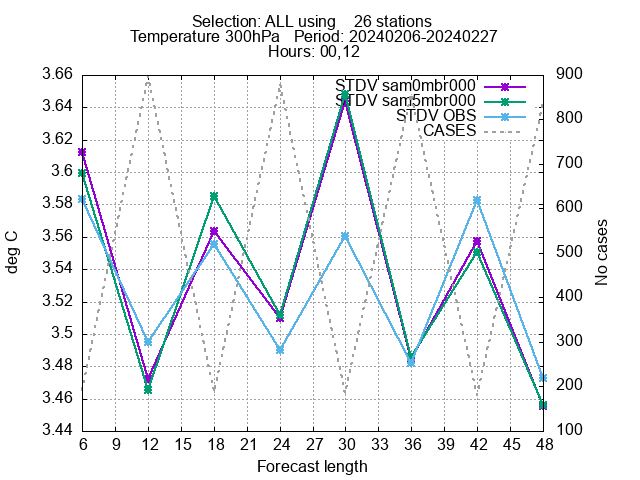 Selection: ALL using 26 stations
Temperature 300hPa Period: 20240206-20240227
Hours: 00,12
STDV sam0mbr000
STDV sam5mbr000
STDV OBS
CASES
deg C
3.66
3.64
3.62
3.6
3.58
3.56
3.54
3.52
3.5
3.48
3.46
3.44
900
800
700
600
500
400
300
200
100
No cases
6 9 12 15 18 21 24 27 30 33 36 39 42 45 48
Forecast length